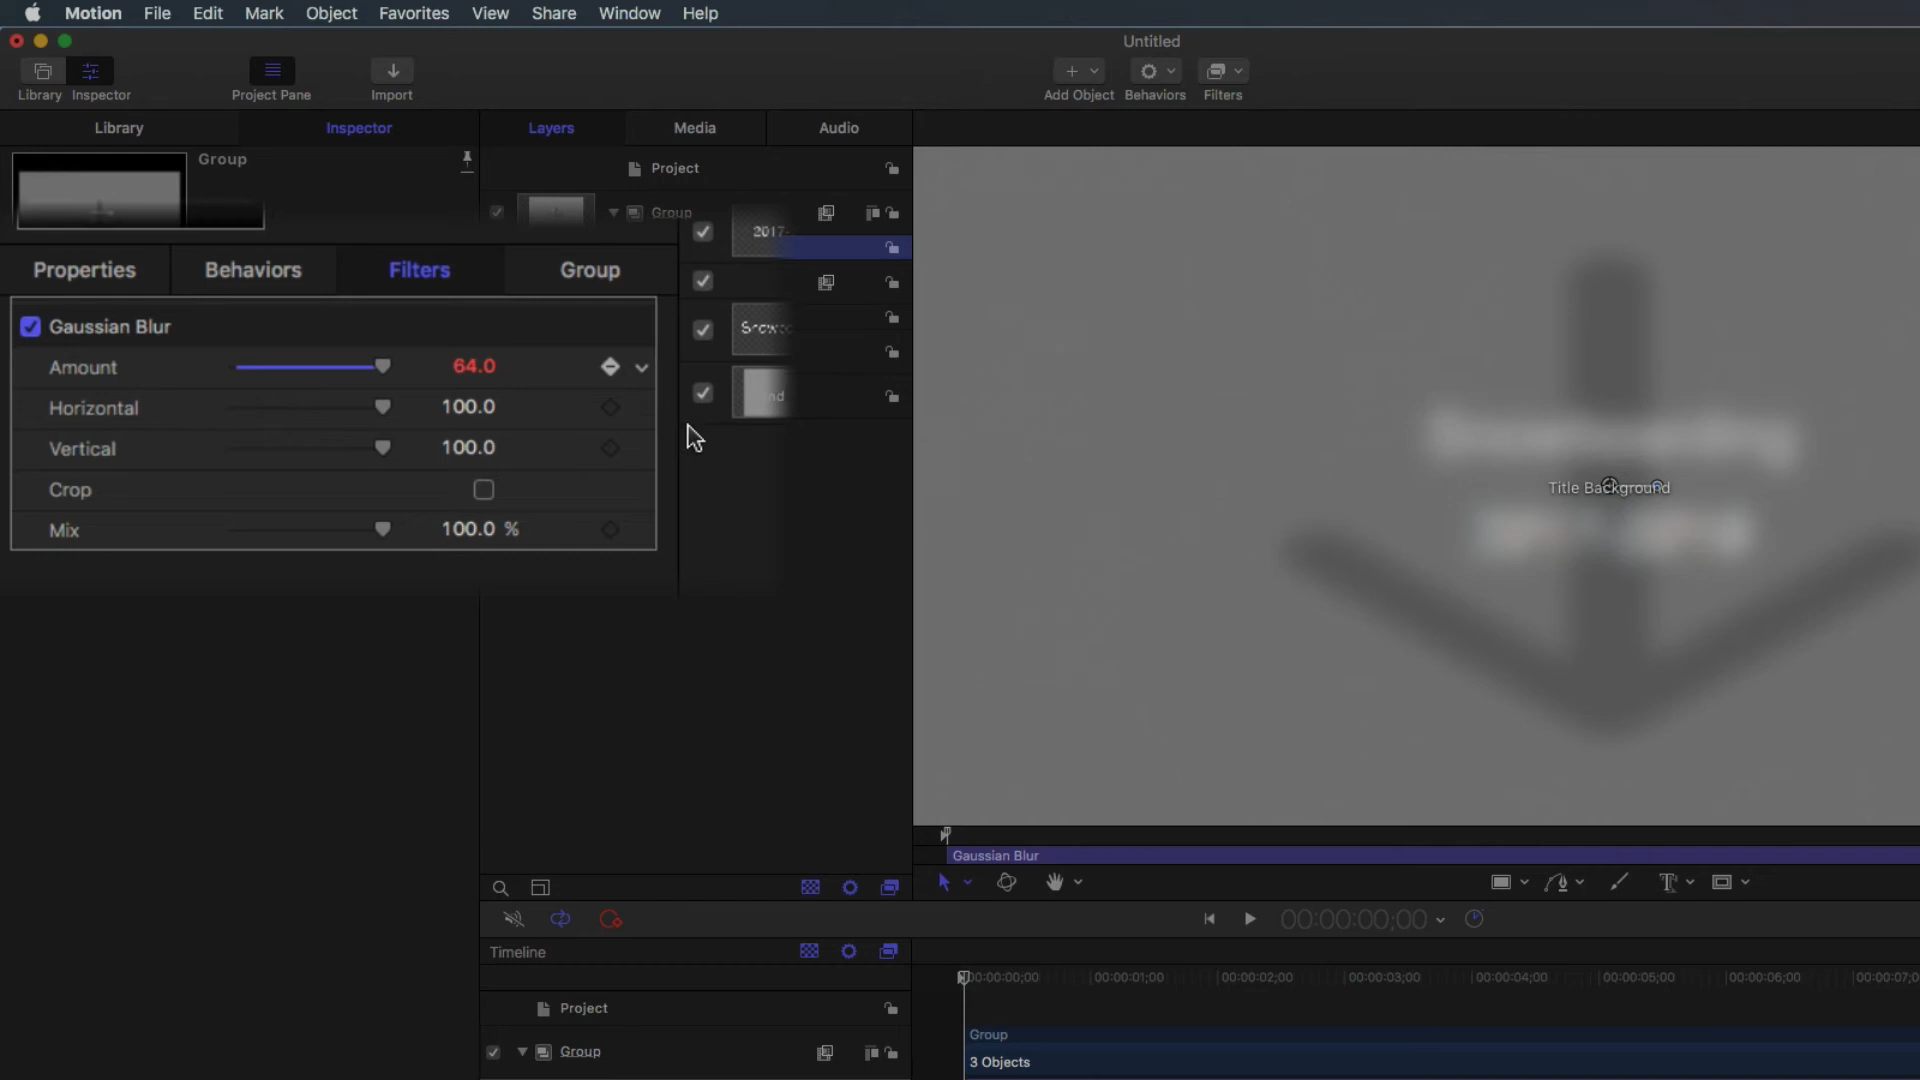 Motion File Edit Mark Object Favorites View Share Window Help
Untitled
Library Inspector Project Pane Import Add Object Behaviors Filters
Library Inspector Layers Media Audio
Group
Project
Group
2017-
Properties Behaviors Filters Group
Gaussian Blur
Amount 64.0
Horizontal 100.0
Vertical 100.0
Crop
Mix 100.0 %
Title Background
Gaussian Blur
00:00:00;00
Timeline
00:00:00;00 00:00:01;00 00:00:02;00 00:00:03;00 00:00:04;00 00:00:05;00 00:00:06;00 00:00:07;0
Project
Group
Group
3 Objects